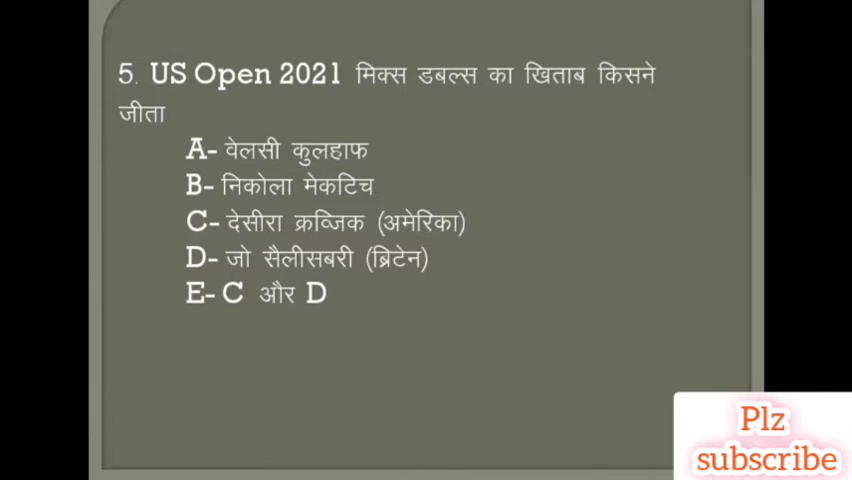 5. US Open 2021 मिक्स डबल्स का खिताब किसने
जीता
A- वेलसी कुलहाफ
B- निकोला मेकटिच
C- देसीरा क्रव्जिक (अमेरिका)
D- जो सैलीसबरी (ब्रिटेन)
E- C और D
Plz
subscribe